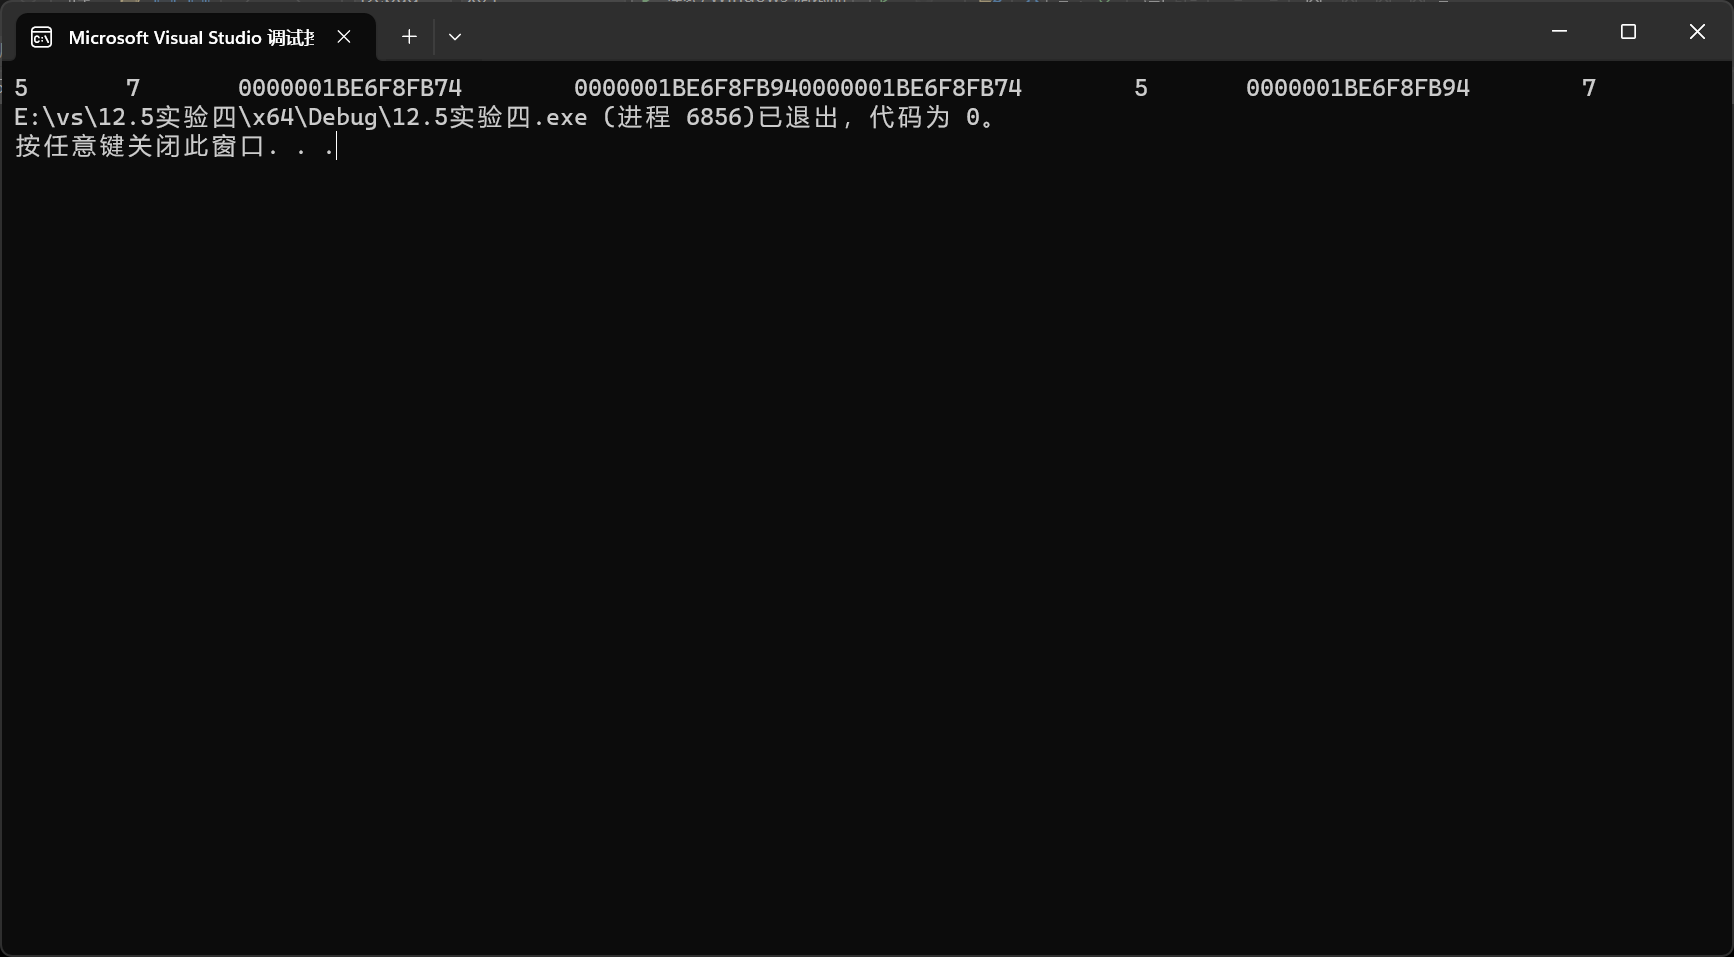 Microsoft Visual Studio 调试
5 7 0000001BE6F8FB74 0000001BE6F8FB940000001BE6F8FB74 5 0000001BE6F8FB94 7
E:\vs\12.5实验四\x64\Debug\12.5实验四.exe (进程 6856)已退出，代码为 0。
按任意键关闭此窗口. . .